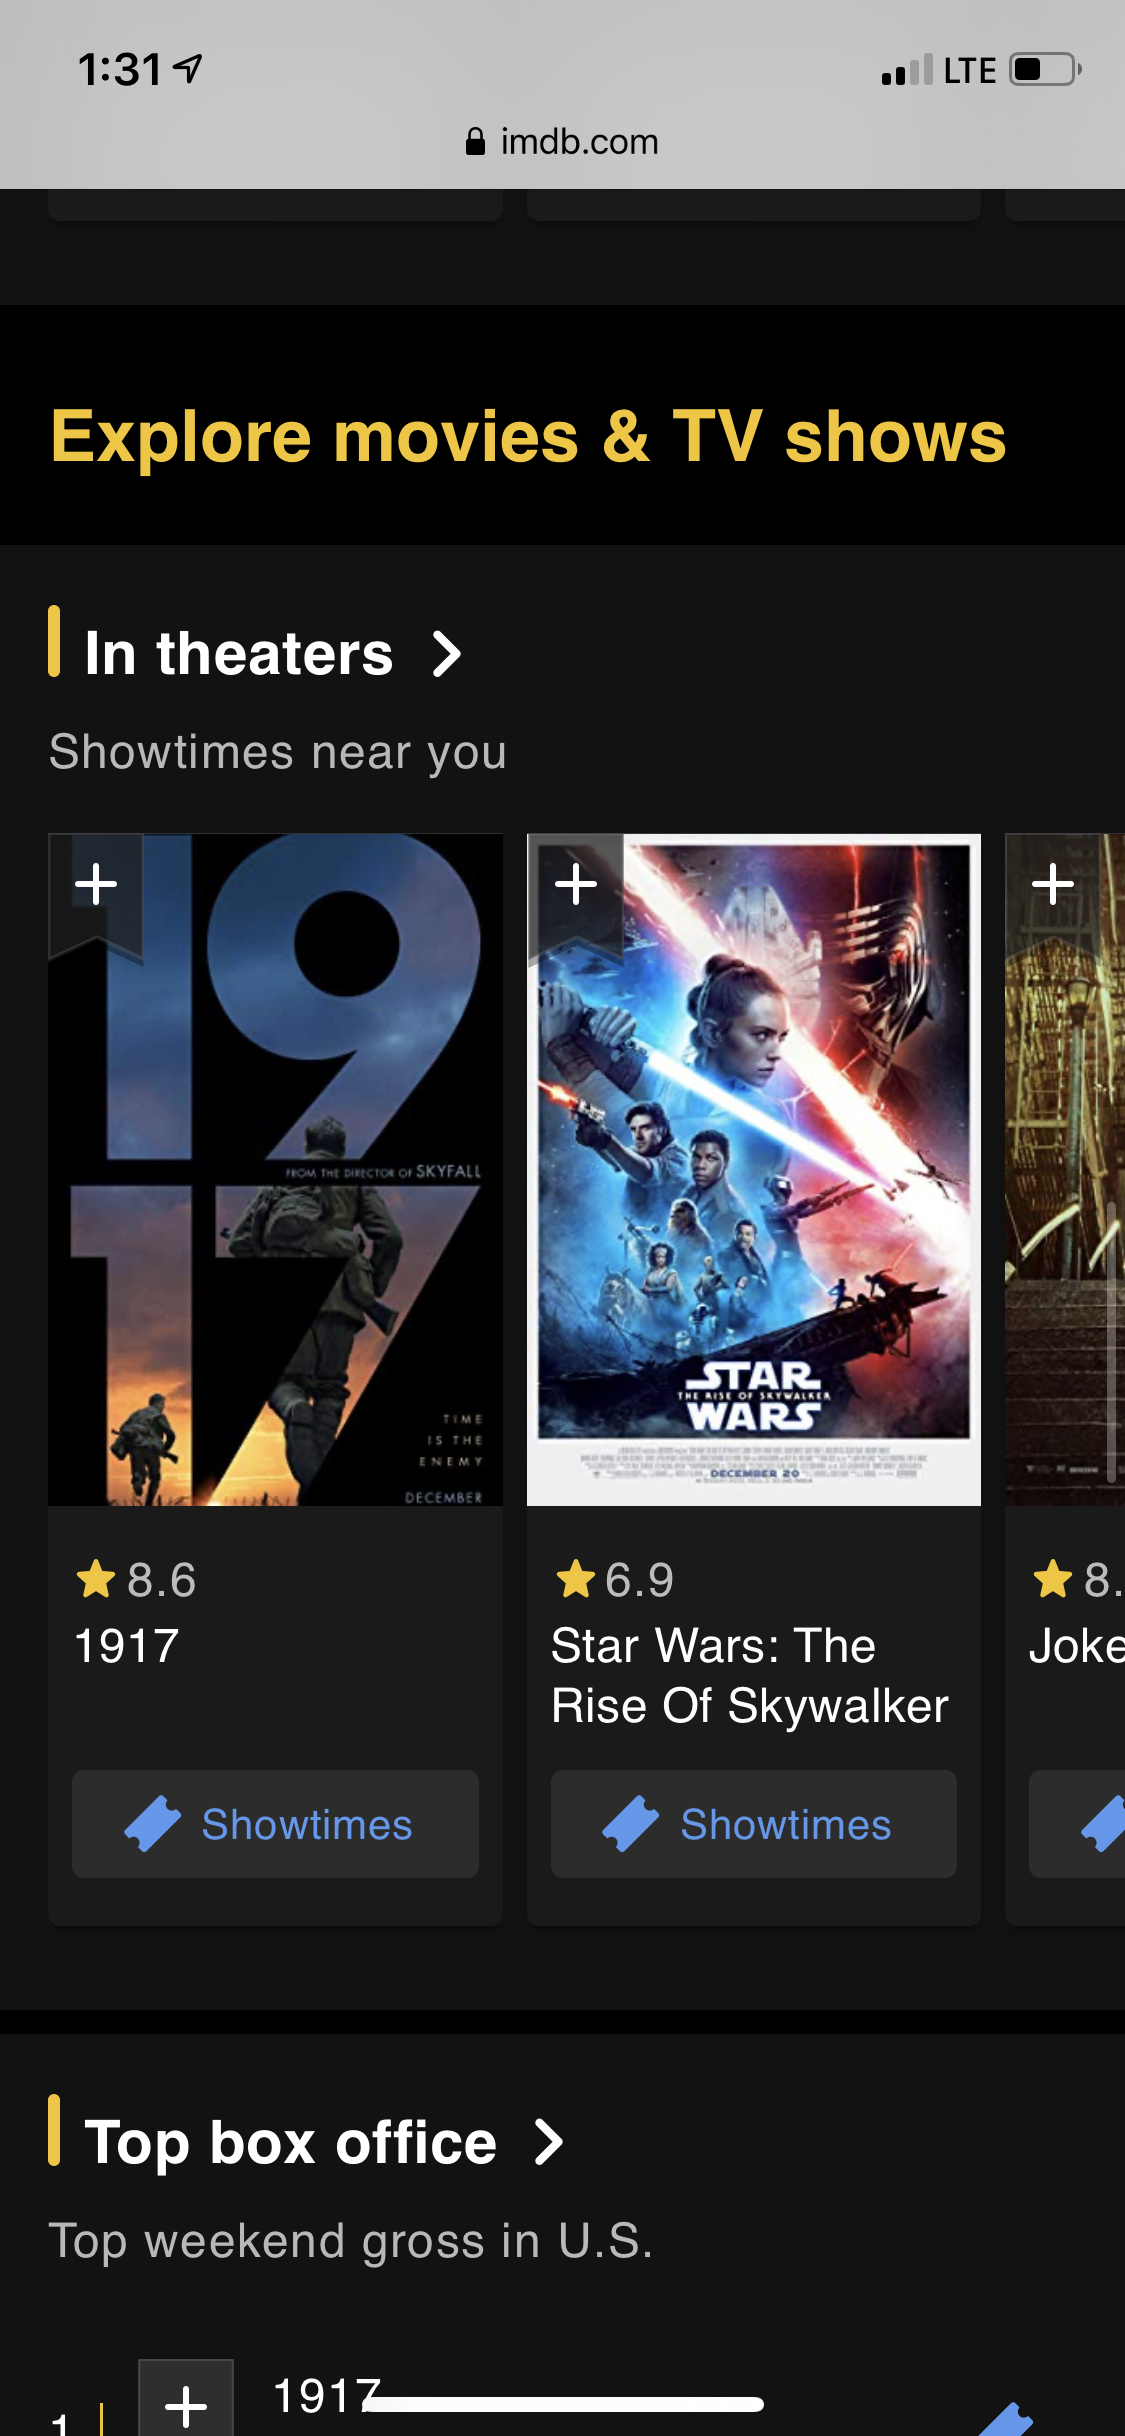 1:31 LTE
imdb.com
Explore movies & TV shows
In theaters
Showtimes near you
19
FROM THE DIRECTOR OF SKYFALL
17
TIME
IS THE
ENEMY
DECEMBER
STAR
THE RISE OF SKYWALKER
WARS
DECEMBER 20
8.6
1917
Showtimes
6.9
Star Wars: The
Rise Of Skywalker
Showtimes
8.
Joke
Top box office
Top weekend gross in U.S.
1
1917